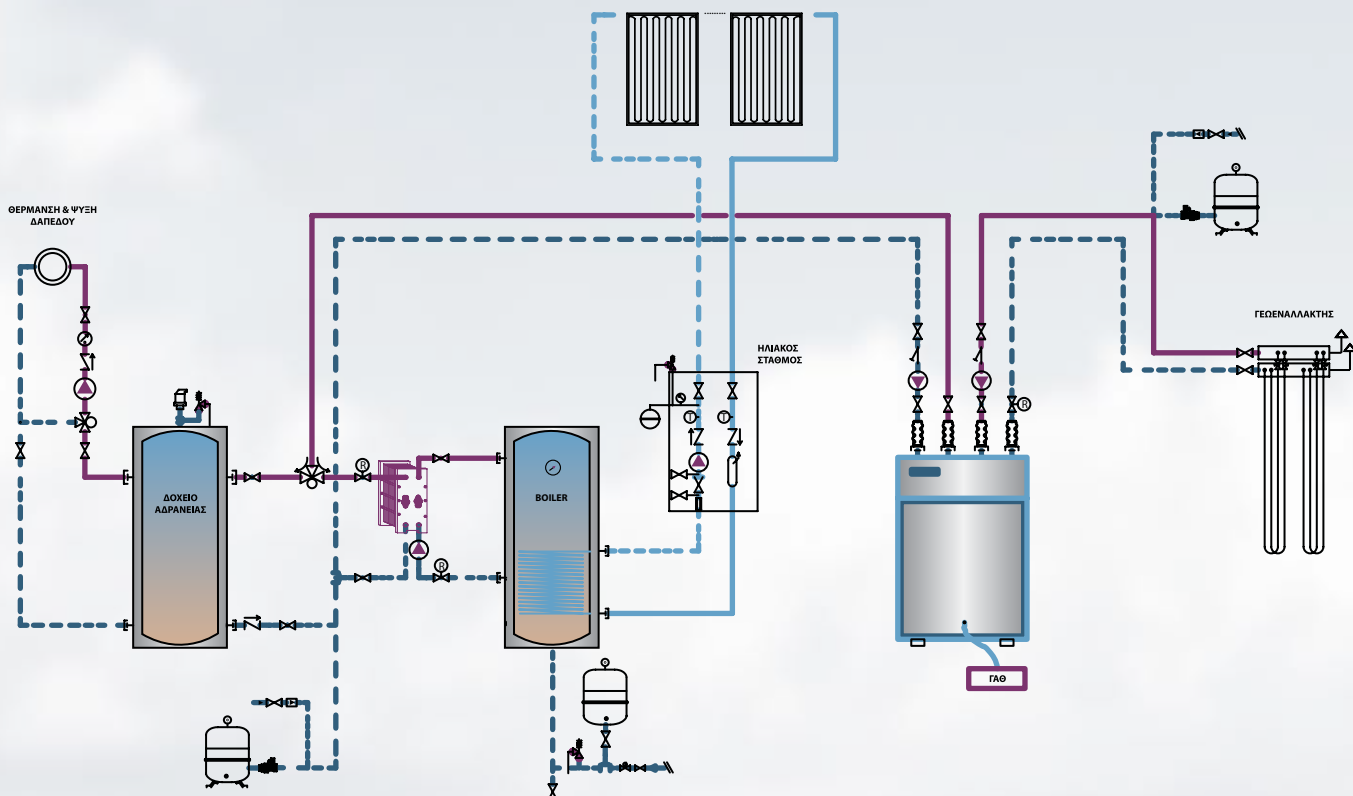 ΘΕΡΜΑΝΣΗ & ΨΥΞΗ
ΔΑΠΕΔΟΥ
ΓΕΩΕΝΑΛΛΑΚΤΗΣ
ΗΛΙΑΚΟΣ
ΣΤΑΘΜΟΣ
T
T
R
ΔΟΧΕΙΟ
ΑΔΡΑΝΕΙΑΣ
R
BOILER
R
ΓΑΘ